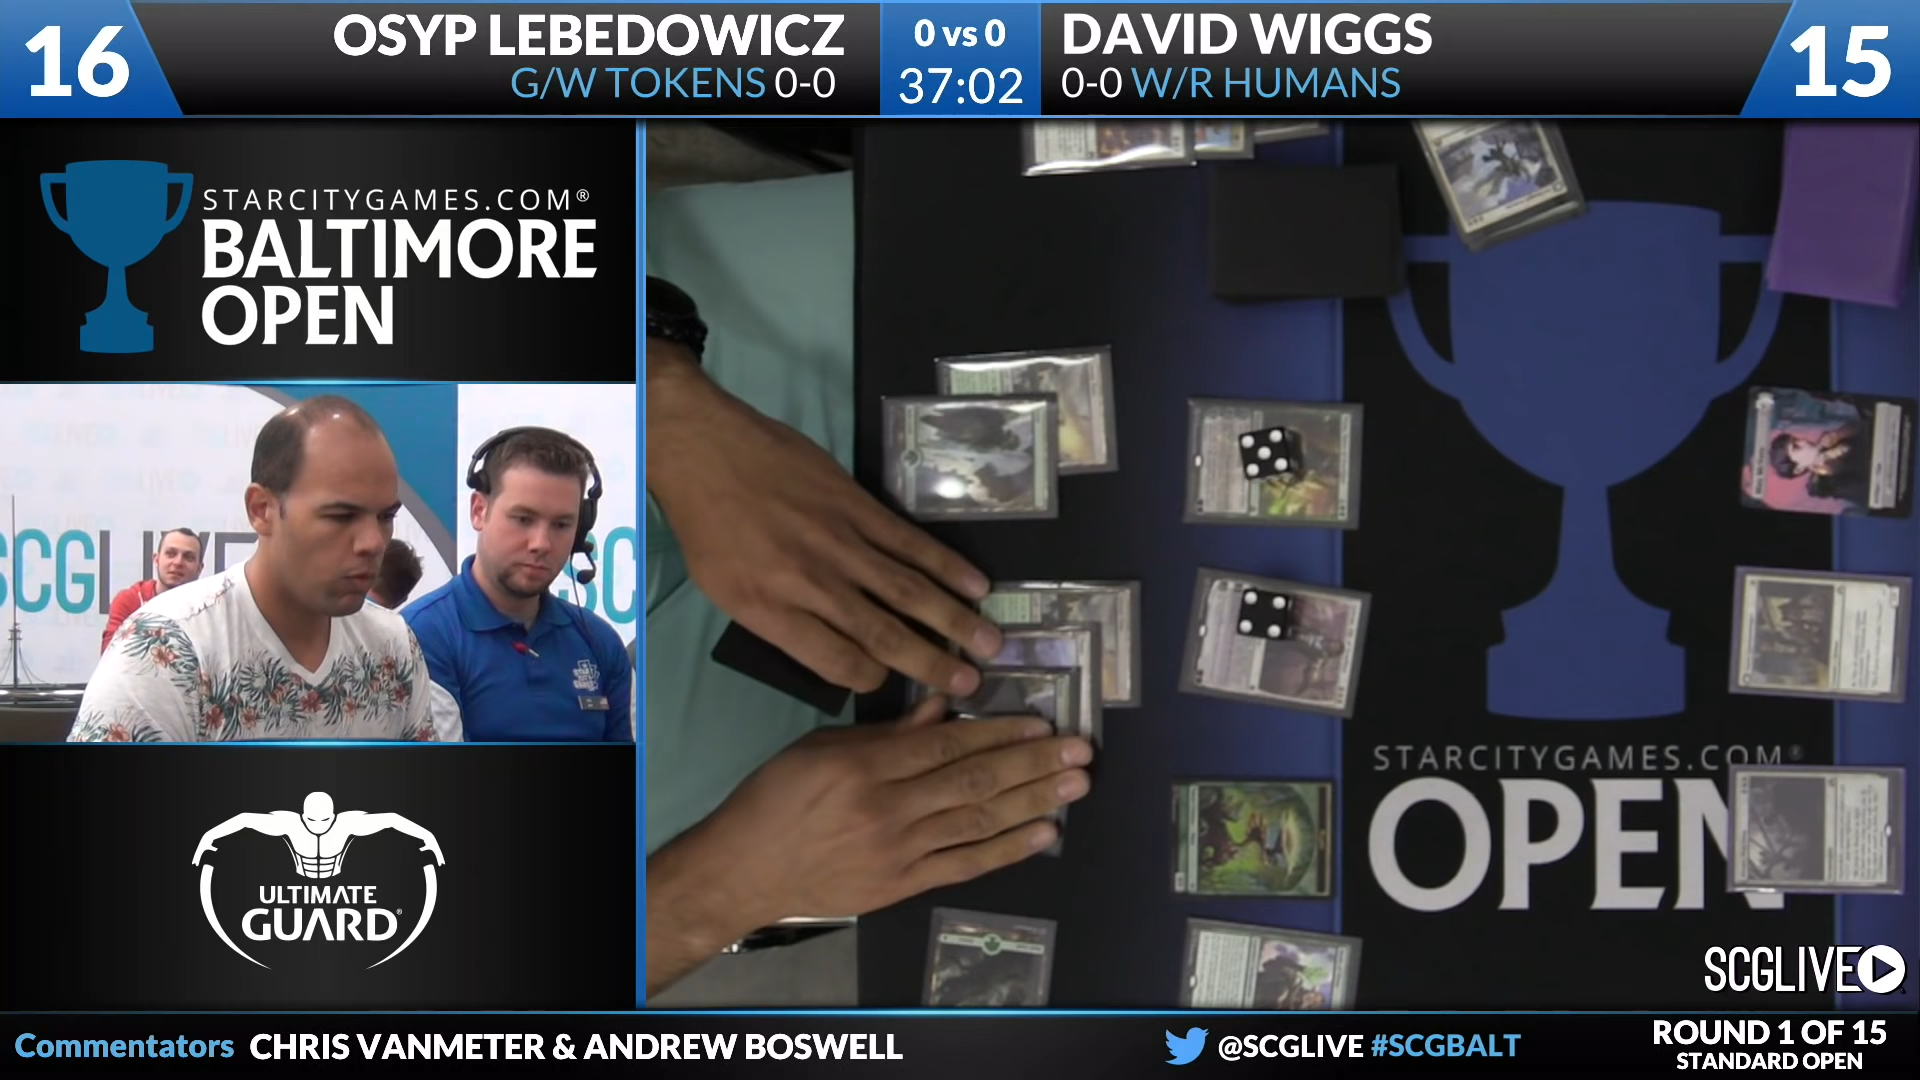 16
OSYP LEBEDOWICZ
G/W TOKENS 0-0
0 vs 0
37:02
DAVID WIGGS
0-0 W/R HUMANS
15
STARCITYGAMES.COM®
BALTIMORE
OPEN
SCGLIVE
SC
ULTIMATE
GUARD®
STARCITYGAMES.COM®
OPEN
SCGLIVE
Commentators CHRIS VANMETER & ANDREW BOSWELL
@SCGLIVE #SCGBALT
ROUND 1 OF 15
STANDARD OPEN